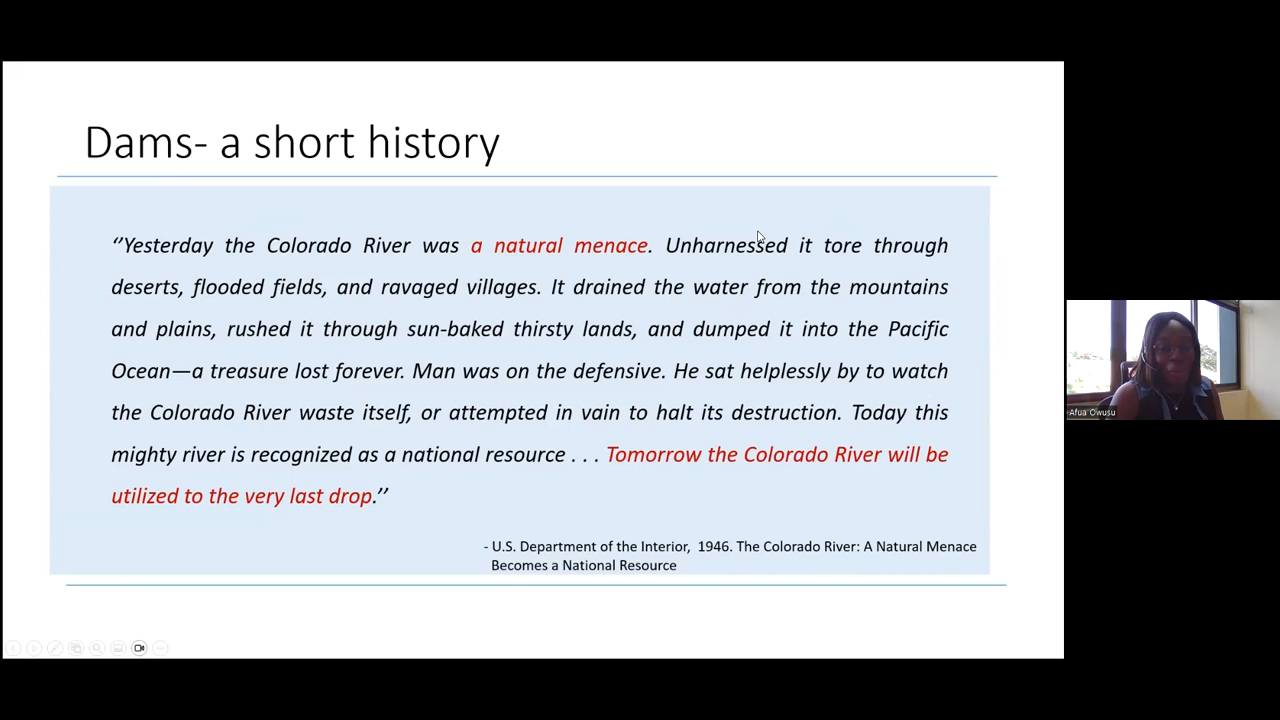 Dams- a short history
‘’Yesterday the Colorado River was a natural menace. Unharnessed it tore through
deserts, flooded fields, and ravaged villages. It drained the water from the mountains
and plains, rushed it through sun-baked thirsty lands, and dumped it into the Pacific
Ocean—a treasure lost forever. Man was on the defensive. He sat helplessly by to watch
the Colorado River waste itself, or attempted in vain to halt its destruction. Today this
mighty river is recognized as a national resource . . . Tomorrow the Colorado River will be
utilized to the very last drop.’’
- U.S. Department of the Interior, 1946. The Colorado River: A Natural Menace
Becomes a National Resource
Afua Owusu